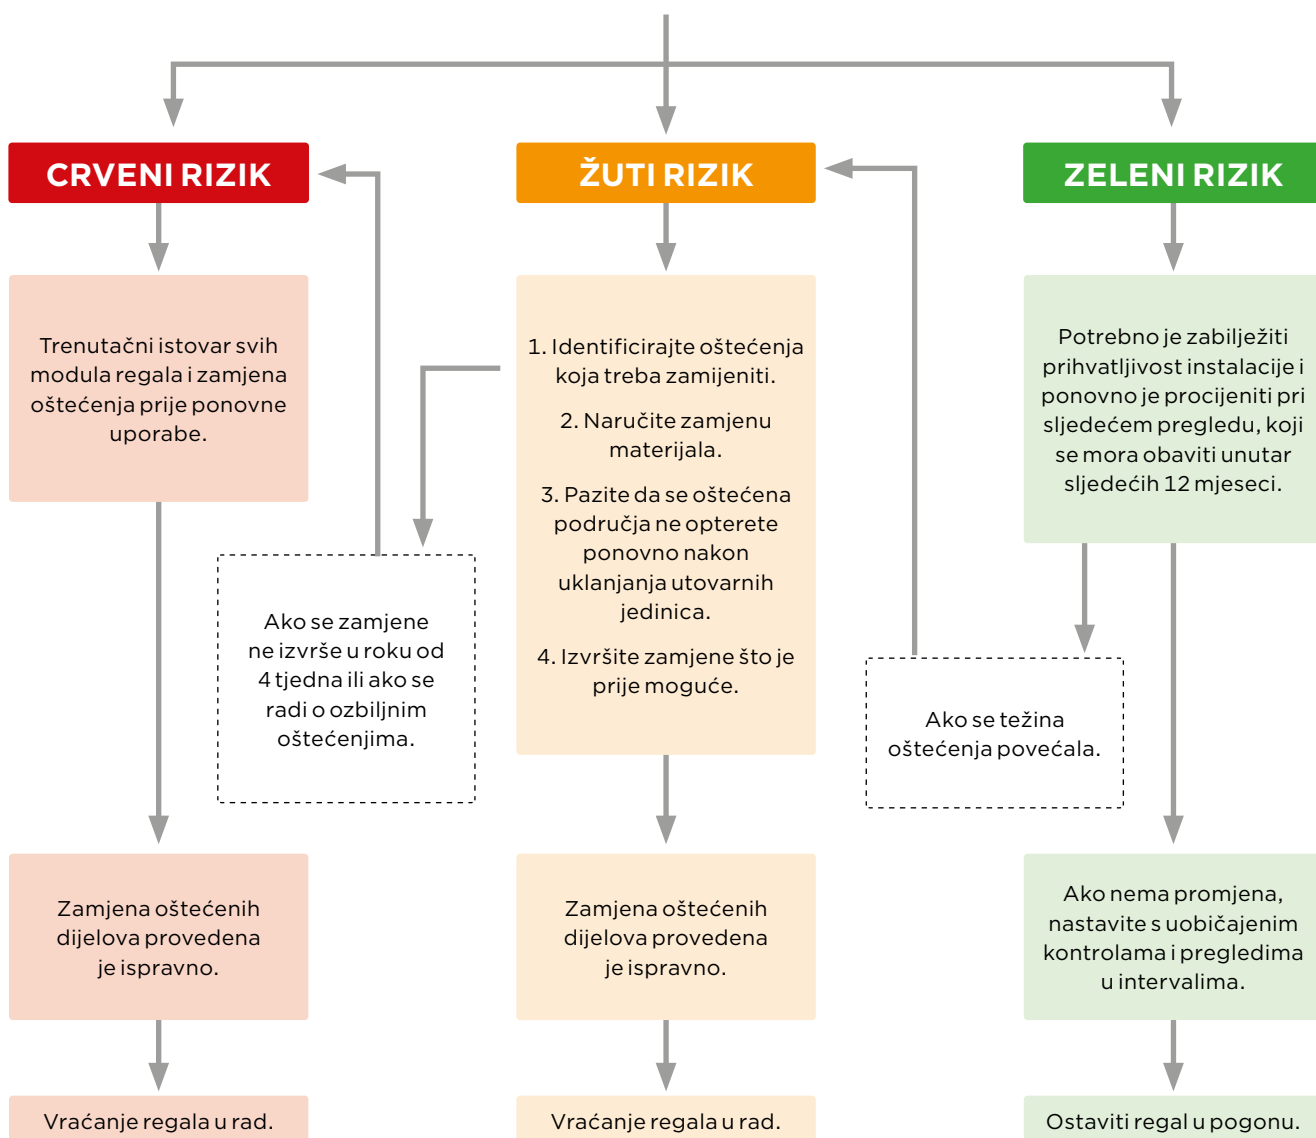 CRVENI RIZIK
ŽUTI RIZIK
ZELENI RIZIK
Trenutačni istovar svih
modula regala i zamjena
oštećenja prije ponovne
uporabe.
Ako se zamjene
ne izvrše u roku od
4 tjedna ili ako se
radi o ozbiljnim
oštećenjima.
1. Identificirajte oštećenja
koja treba zamijeniti.
2. Naručite zamjenu
materijala.
3. Pazite da se oštećena
područja ne opterete
ponovno nakon
uklanjanja utovarnih
jedinica.
4. Izvršite zamjene što je
prije moguće.
Potrebno je zabilježiti
prihvatljivost instalacije i
ponovno je procijeniti pri
sljedećem pregledu, koji
se mora obaviti unutar
sljedećih 12 mjeseci.
Ako se težina
oštećenja povećala.
Zamjena oštećenih
dijelova provedena
je ispravno.
Zamjena oštećenih
dijelova provedena
je ispravno.
Ako nema promjena,
nastavite s uobičajenim
kontrolama i pregledima
u intervalima.
Vraćanje regala u rad.
Vraćanje regala u rad.
Ostaviti regal u pogonu.